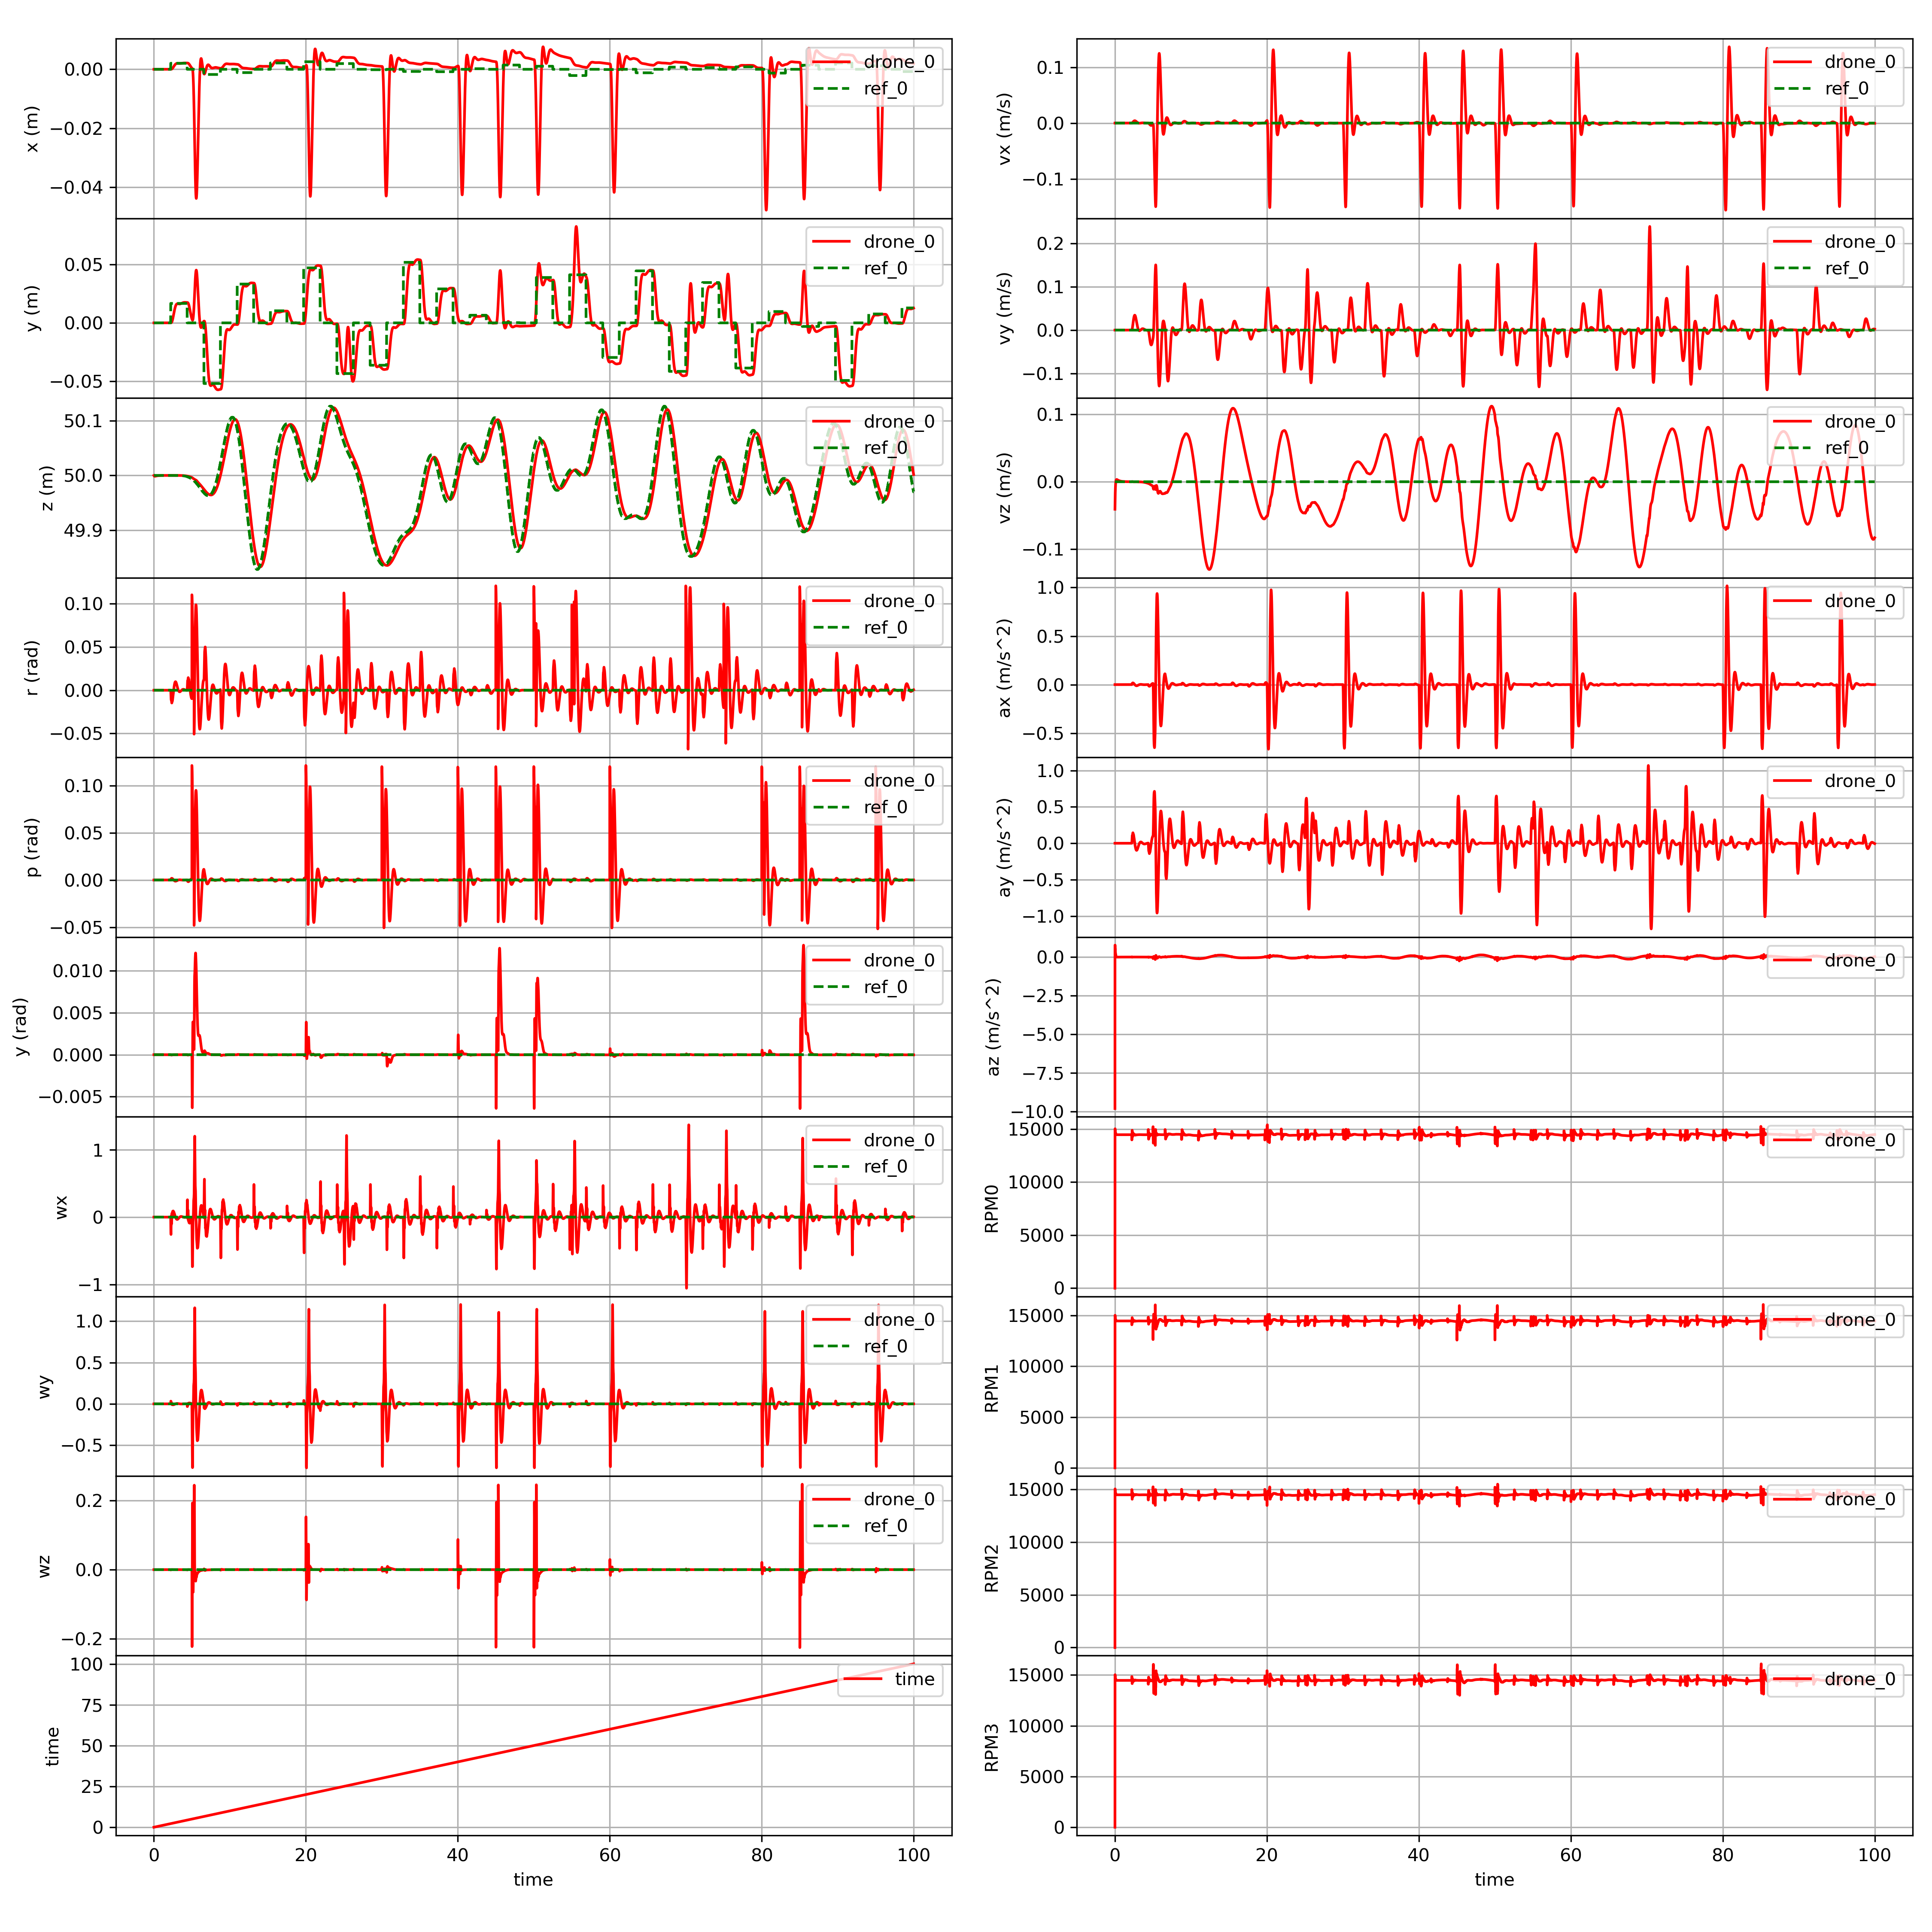 0.00
−0.02
−0.04
x (m)
drone_0
ref_0
0.05
0.00
−0.05
y (m)
drone_0
ref_0
50.1
50.0
49.9
z (m)
drone_0
ref_0
0.10
0.05
0.00
−0.05
r (rad)
drone_0
ref_0
0.10
0.05
0.00
−0.05
p (rad)
drone_0
ref_0
0.010
0.005
0.000
−0.005
y (rad)
drone_0
ref_0
1
0
−1
wx
drone_0
ref_0
1.0
0.5
0.0
−0.5
wy
drone_0
ref_0
0.2
0.0
−0.2
wz
drone_0
ref_0
100
75
50
25
0
time
time
0 20 40 60 80 100
time
0.1
0.0
−0.1
vx (m/s)
drone_0
ref_0
0.2
0.1
0.0
−0.1
vy (m/s)
drone_0
ref_0
0.1
0.0
−0.1
vz (m/s)
drone_0
ref_0
1.0
0.5
0.0
−0.5
ax (m/s^2)
drone_0
1.0
0.5
0.0
−0.5
−1.0
ay (m/s^2)
drone_0
0.0
−2.5
−5.0
−7.5
−10.0
az (m/s^2)
drone_0
15000
10000
5000
0
RPM0
drone_0
15000
10000
5000
0
RPM1
drone_0
15000
10000
5000
0
RPM2
drone_0
15000
10000
5000
0
RPM3
drone_0
0 20 40 60 80 100
time